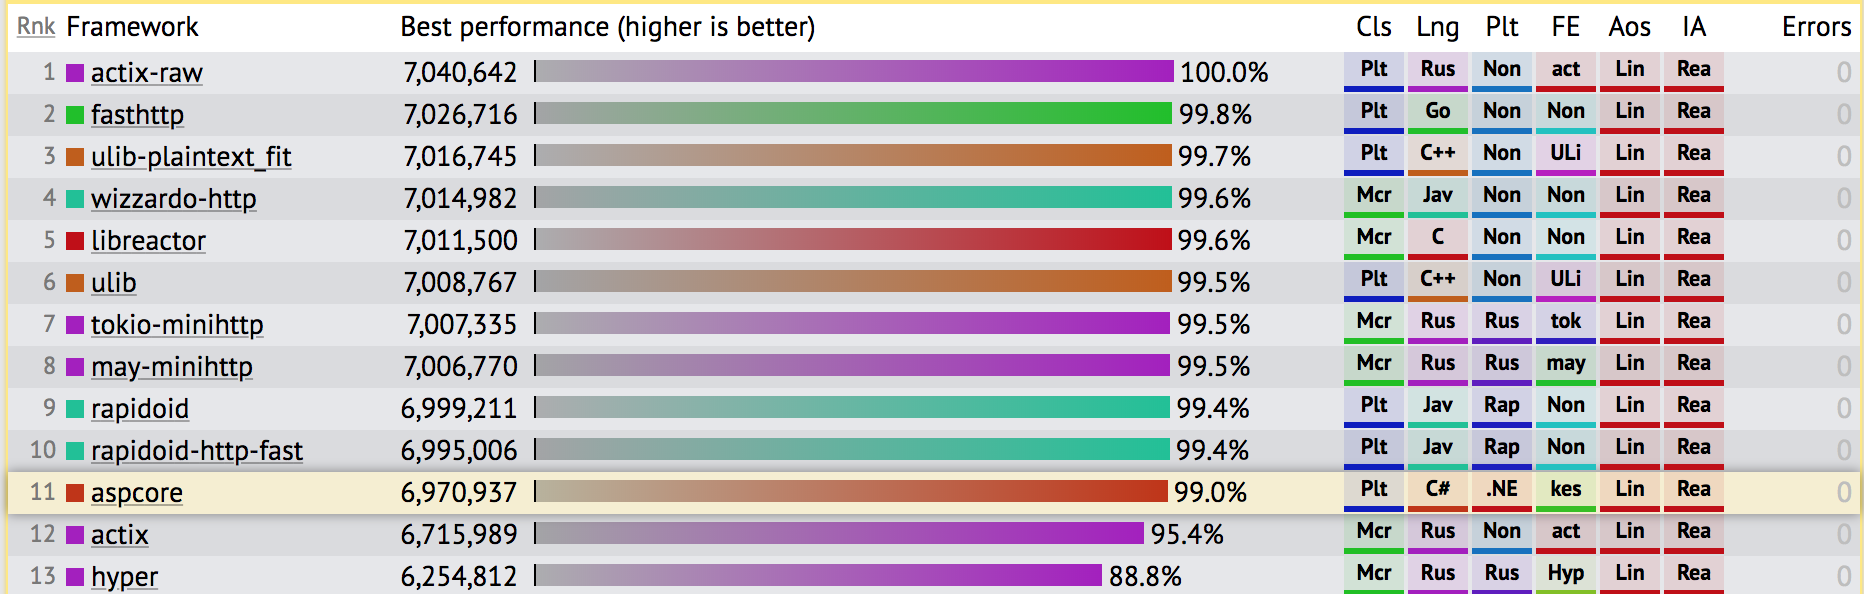 Rnk Framework Best performance (higher is better) Cls Lng Plt FE Aos IA Errors
1 actix-raw 7,040,642 100.0% Plt Rus Non act Lin Rea 0
2 fasthttp 7,026,716 99.8% Plt Go Non Non Lin Rea 0
3 ulib-plaintext_fit 7,016,745 99.7% Plt C++ Non ULi Lin Rea 0
4 wizzardo-http 7,014,982 99.6% Mcr Jav Non Non Lin Rea 0
5 libreactor 7,011,500 99.6% Mcr C Non Non Lin Rea 0
6 ulib 7,008,767 99.5% Plt C++ Non ULi Lin Rea 0
7 tokio-minihttp 7,007,335 99.5% Mcr Rus Rus tok Lin Rea 0
8 may-minihttp 7,006,770 99.5% Mcr Rus Rus may Lin Rea 0
9 rapidoid 6,999,211 99.4% Plt Jav Rap Non Lin Rea 0
10 rapidoid-http-fast 6,995,006 99.4% Plt Jav Rap Non Lin Rea 0
11 aspcore 6,970,937 99.0% Plt C# .NE kes Lin Rea 0
12 actix 6,715,989 95.4% Mcr Rus Non act Lin Rea 0
13 hyper 6,254,812 88.8% Mcr Rus Rus Hyp Lin Rea 0